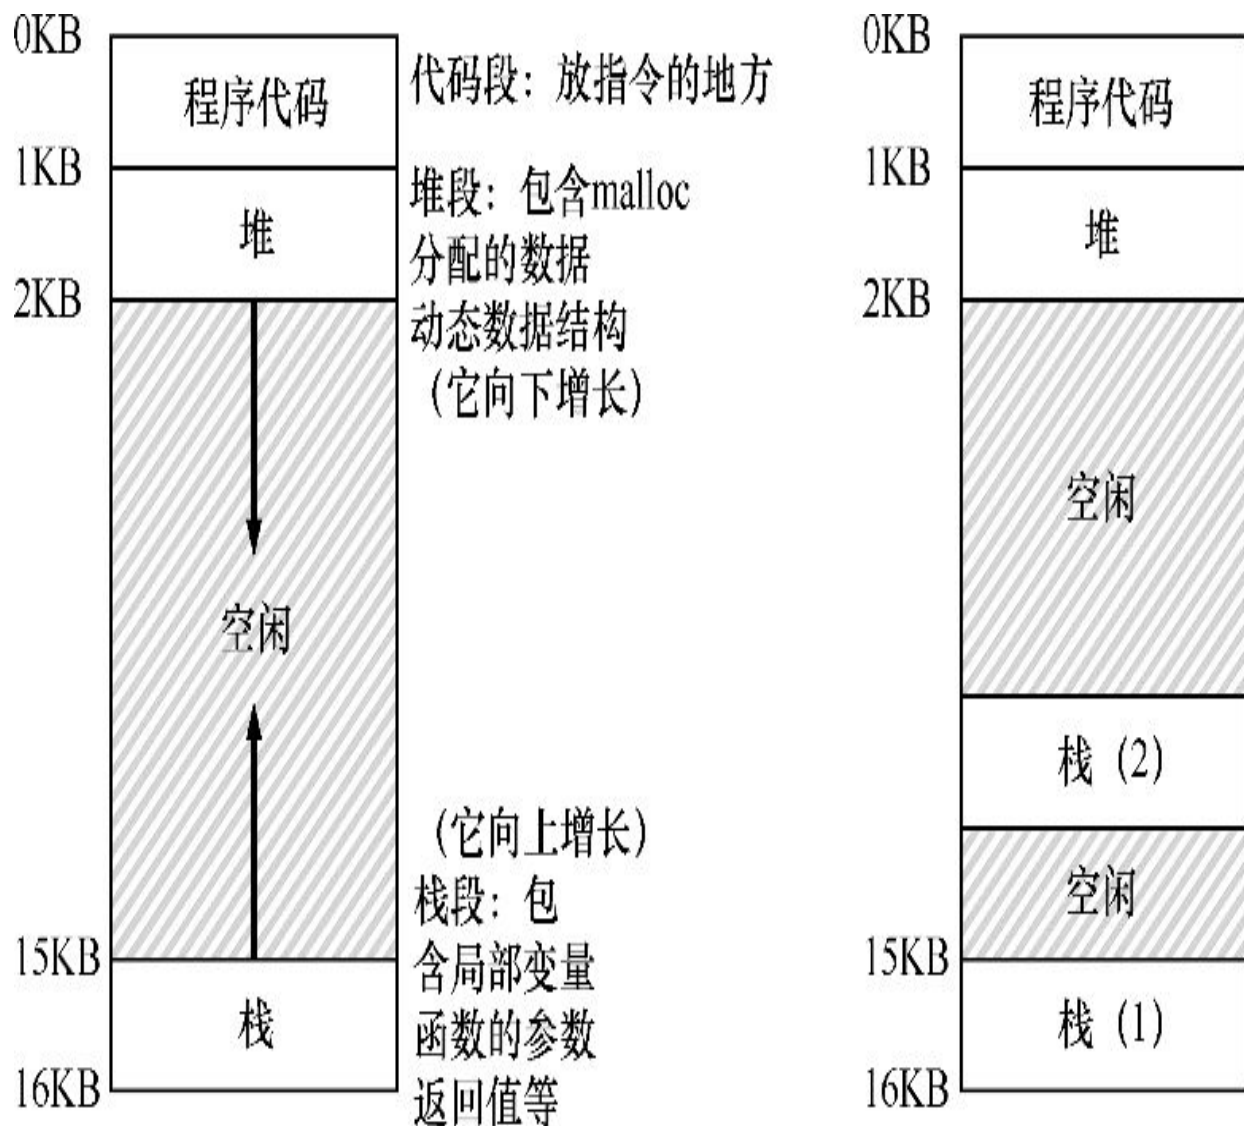 0KB
程序代码
代码段：放指令的地方
1KB
堆
堆段：包含malloc
分配的数据
2KB
动态数据结构
（它向下增长）
空闲
（它向上增长）
栈段：包
15KB
含局部变量
栈
函数的参数
16KB
返回值等
0KB
程序代码
1KB
堆
2KB
空闲
栈（2）
空闲
15KB
栈（1）
16KB